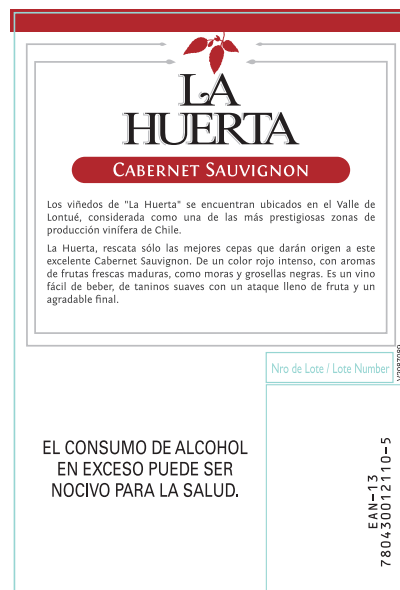 LA
HUERTA
CABERNET SAUVIGNON
Los viñedos de "La Huerta" se encuentran ubicados en el Valle de
Lontué, considerada como una de las más prestigiosas zonas de
producción vinífera de Chile.
La Huerta, rescata sólo las mejores cepas que darán origen a este
excelente Cabernet Sauvignon. De un color rojo intenso, con aromas
de frutas frescas maduras, como moras y grosellas negras. Es un vino
fácil de beber, de taninos suaves con un ataque lleno de fruta y un
agradable final.
Nro de Lote / Lote Number
EL CONSUMO DE ALCOHOL
EN EXCESO PUEDE SER
NOCIVO PARA LA SALUD.
EAN-13
780430012110-5